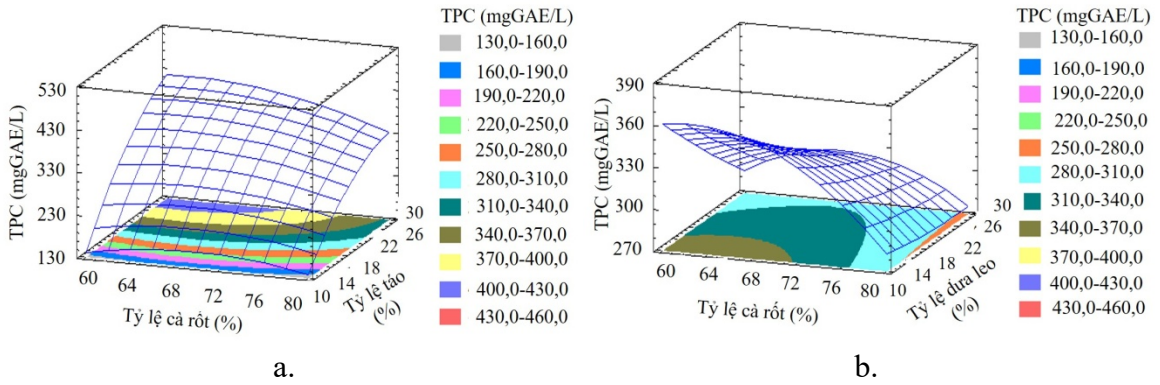 TPC (mgGAE/L)
130,0-160,0
160,0-190,0
190,0-220,0
220,0-250,0
250,0-280,0
280,0-310,0
310,0-340,0
340,0-370,0
370,0-400,0
400,0-430,0
430,0-460,0
TPC (mgGAE/L)
530
430
330
230
130
60 64 68 72 76 80
Tỷ lệ cà rốt (%)
10 14 18 22 26 30
Tỷ lệ táo
(%)
a.
TPC (mgGAE/L)
130,0-160,0
160,0-190,0
190,0-220,0
220,0-250,0
250,0-280,0
280,0-310,0
310,0-340,0
340,0-370,0
370,0-400,0
400,0-430,0
430,0-460,0
TPC (mgGAE/L)
390
360
330
300
270
60 64 68 72 76 80
Tỷ lệ cà rốt (%)
10 14 18 22 26 30
Tỷ lệ dưa leo
(%)
b.